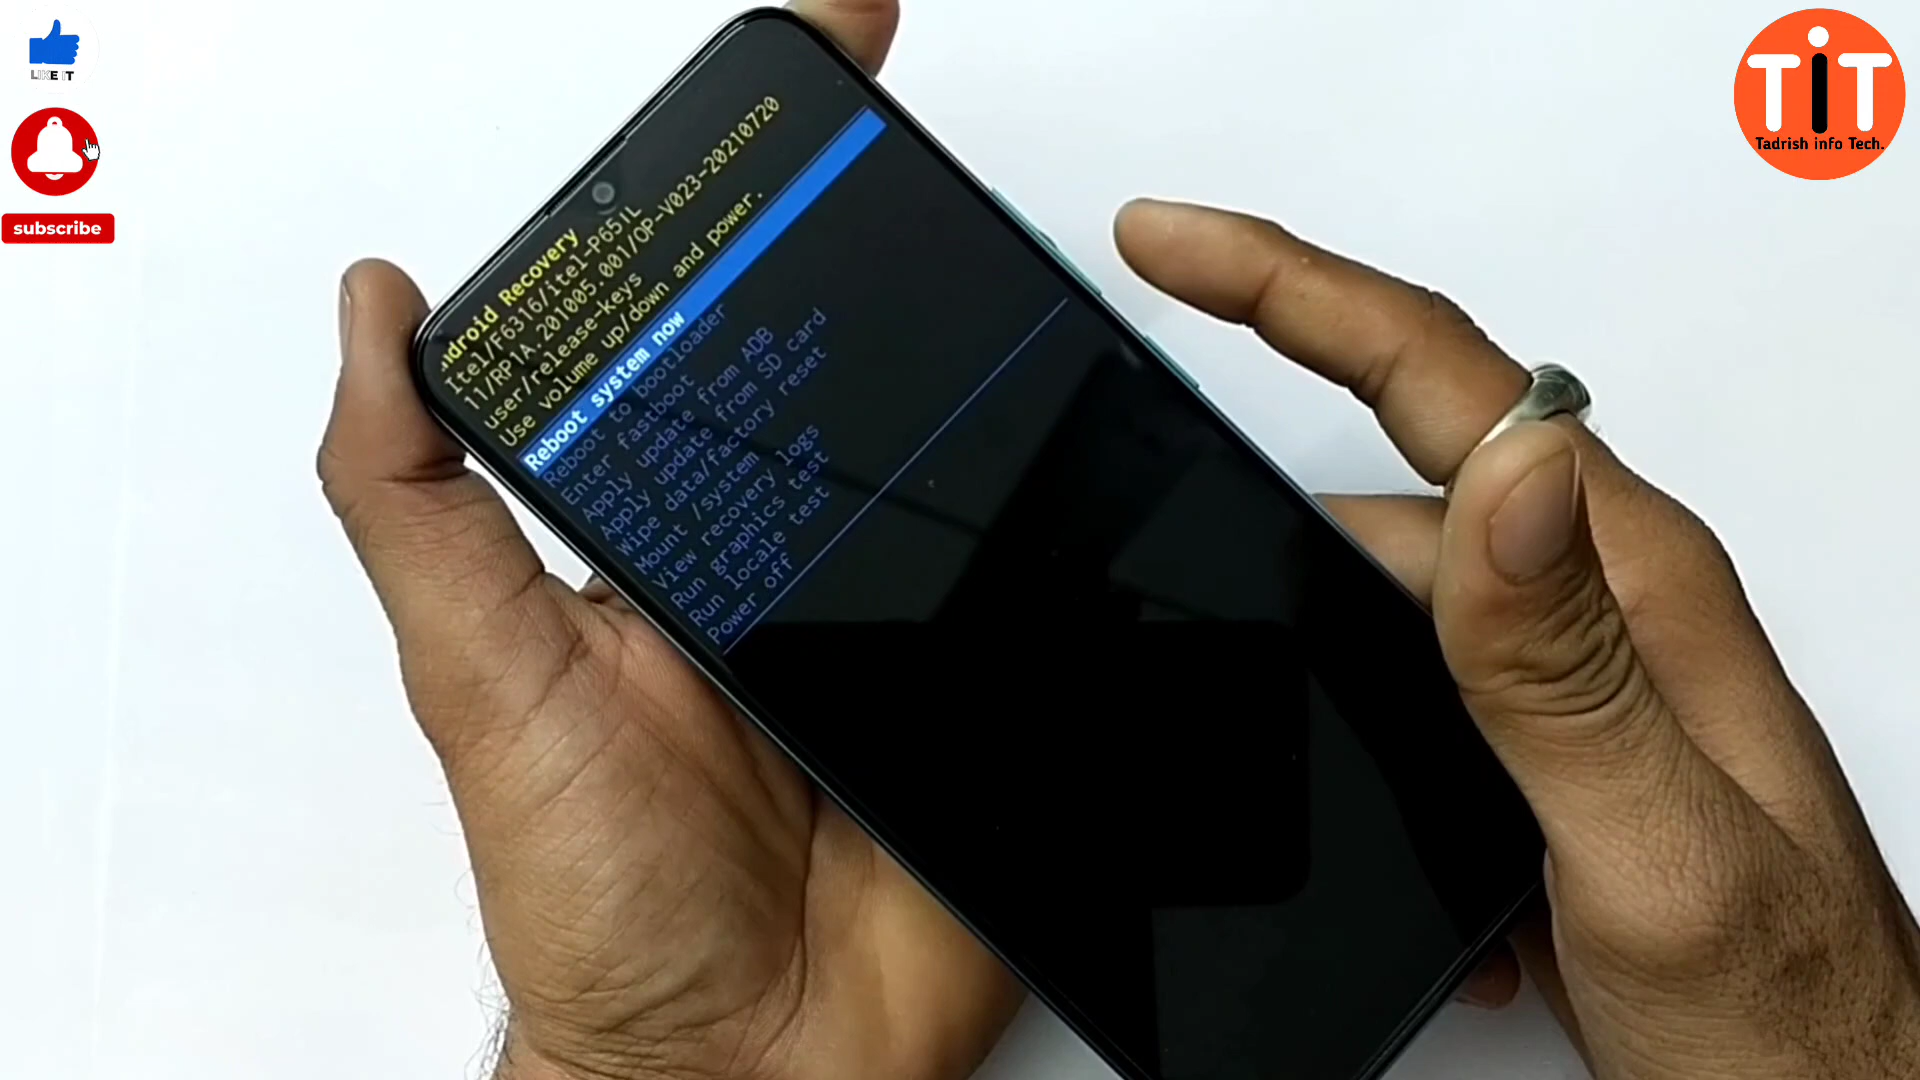 LIKE IT
subscribe
TiT
Tadrish info Tech.
Android Recovery
Itel/F6316/itel-P651L
11/RP1A.201005.001/OP-V023-20210720
user/release-keys
Use volume up/down and power.
Reboot system now
Reboot to bootloader
Enter fastboot
Apply update from ADB
Apply update from SD card
Wipe data/factory reset
Mount /system
View recovery logs
Run graphics test
Run locale test
Power off